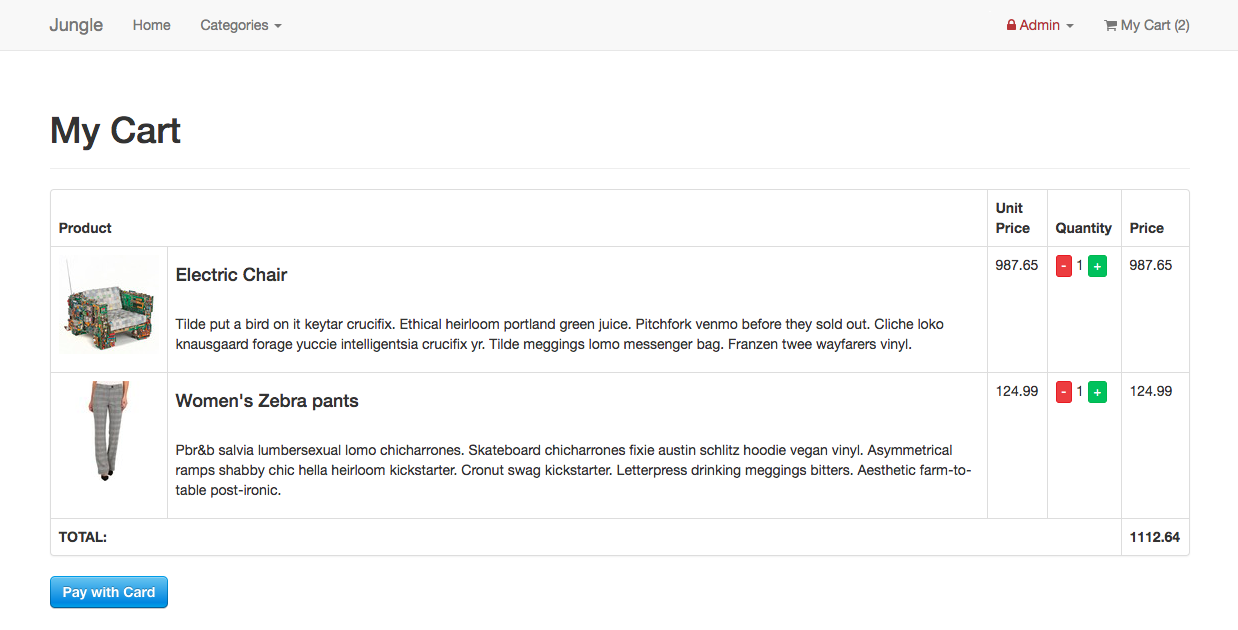 Jungle Home Categories Admin My Cart (2)
My Cart
Product Unit Price Quantity Price
Electric Chair 987.65 - 1 + 987.65
Tilde put a bird on it keytar crucifix. Ethical heirloom portland green juice. Pitchfork venmo before they sold out. Cliche loko
knausgaard forage yuccie intelligentsia crucifix yr. Tilde meggings lomo messenger bag. Franzen twee wayfarers vinyl.
Women's Zebra pants 124.99 - 1 + 124.99
Pbr&b salvia lumbersexual lomo chicharrones. Skateboard chicharrones fixie austin schlitz hoodie vegan vinyl. Asymmetrical
ramps shabby chic hella heirloom kickstarter. Cronut swag kickstarter. Letterpress drinking meggings bitters. Aesthetic farm-to-
table post-ironic.
TOTAL: 1112.64
Pay with Card